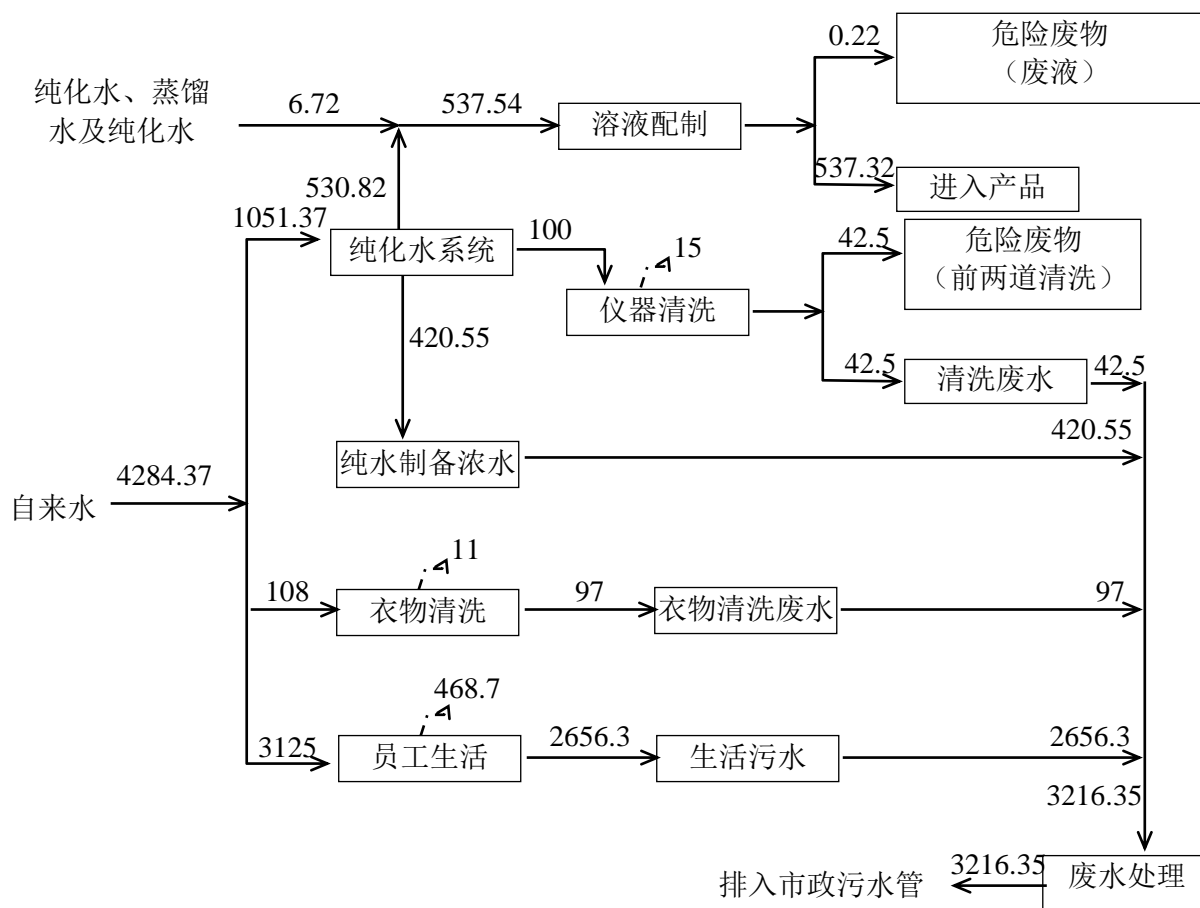 0.22
危险废物
（废液）
纯化水、蒸馏
水及纯化水
6.72
537.54
溶液配制
537.32
进入产品
530.82
1051.37
纯化水系统
100
15
42.5
危险废物
（前两道清洗）
仪器清洗
420.55
42.5
清洗废水
42.5
纯水制备浓水
420.55
4284.37
自来水
11
108
衣物清洗
97
衣物清洗废水
97
468.7
3125
员工生活
2656.3
生活污水
2656.3
3216.35
排入市政污水管
3216.35
废水处理